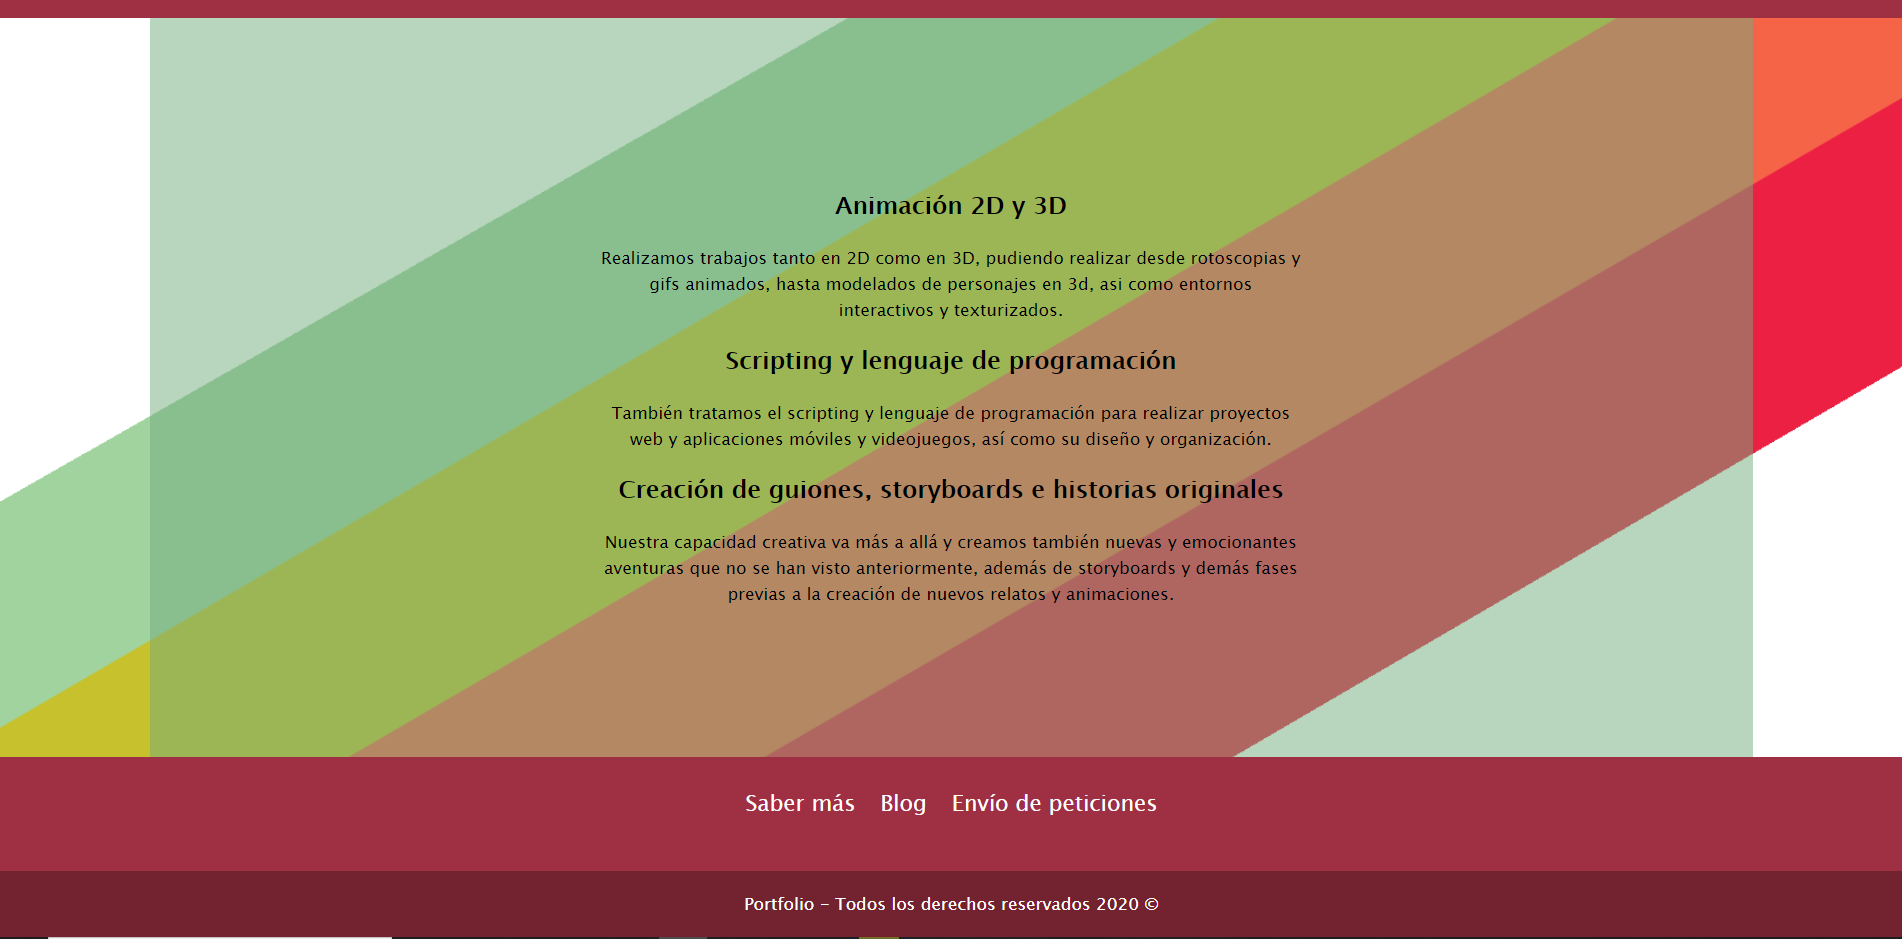 Animación 2D y 3D
Realizamos trabajos tanto en 2D como en 3D, pudiendo realizar desde rotoscopias y
gifs animados, hasta modelados de personajes en 3d, asi como entornos
interactivos y texturizados.
Scripting y lenguaje de programación
También tratamos el scripting y lenguaje de programación para realizar proyectos
web y aplicaciones móviles y videojuegos, así como su diseño y organización.
Creación de guiones, storyboards e historias originales
Nuestra capacidad creativa va más a allá y creamos también nuevas y emocionantes
aventuras que no se han visto anteriormente, además de storyboards y demás fases
previas a la creación de nuevos relatos y animaciones.
Saber más Blog Envío de peticiones
Portfolio - Todos los derechos reservados 2020 ©